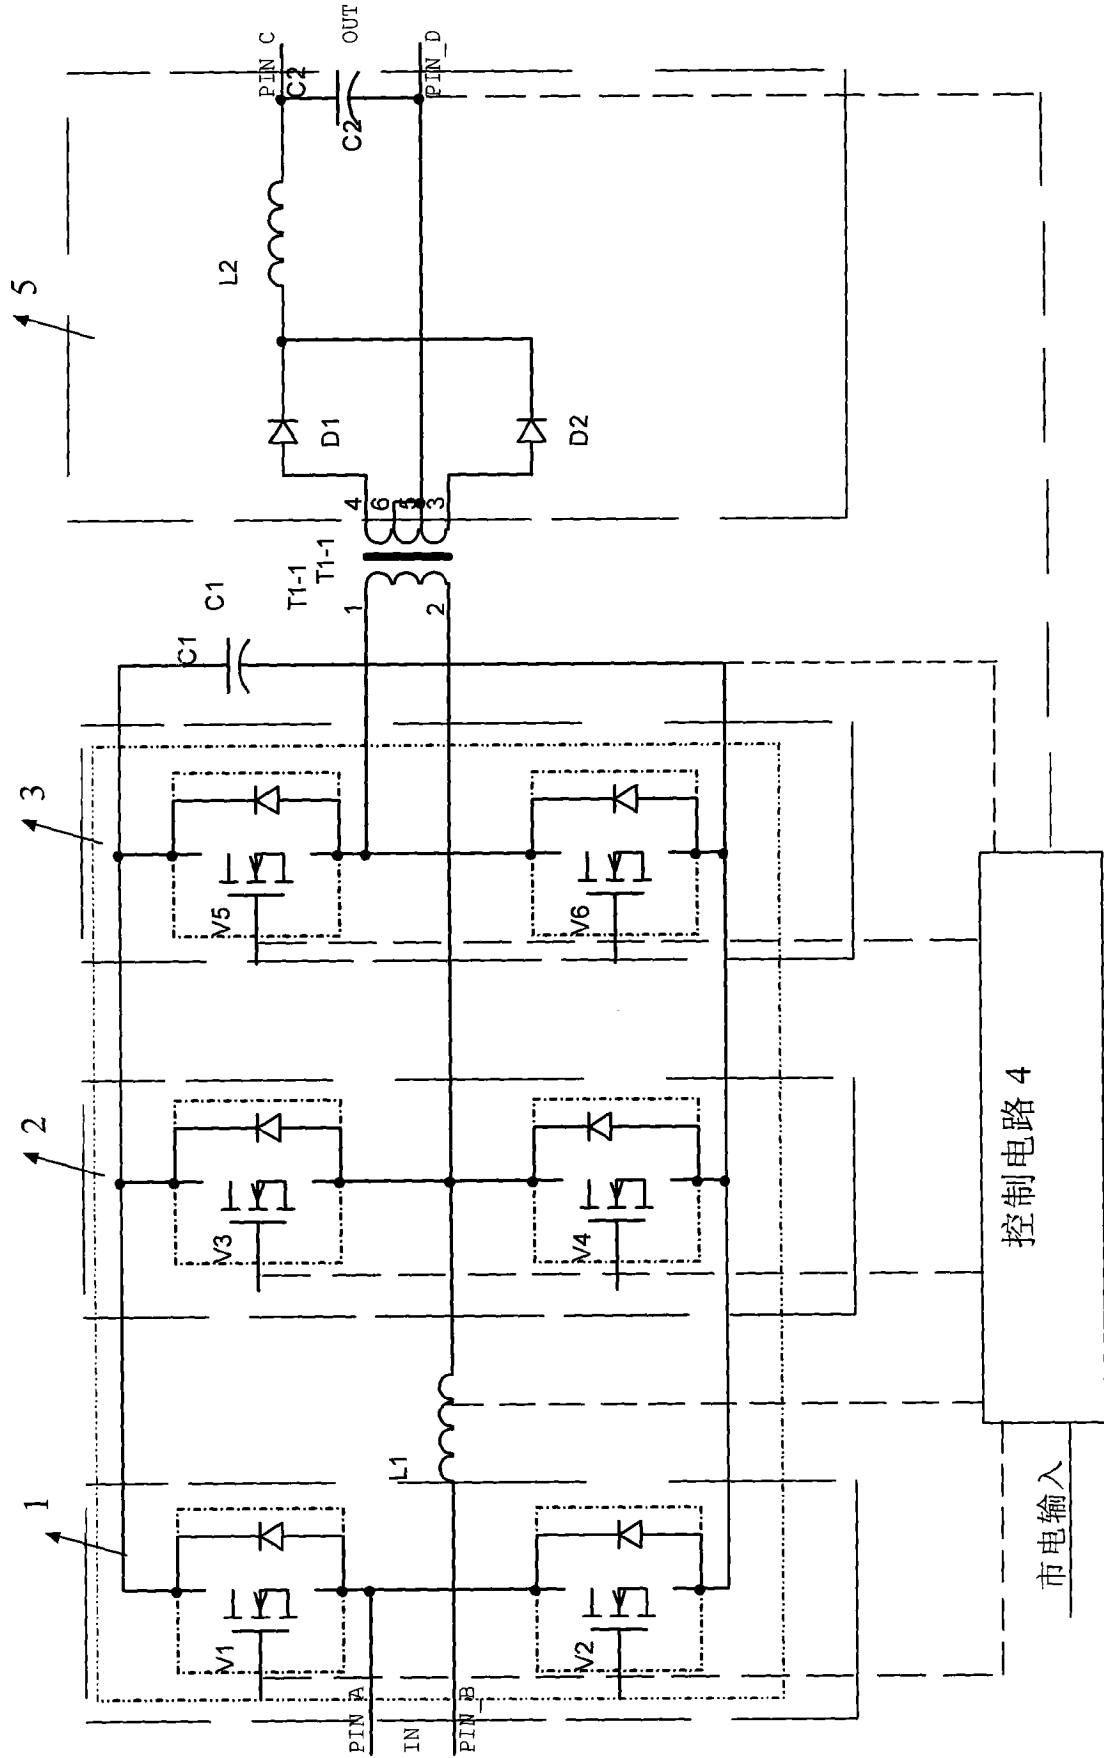 1
2
3
5
V1
V3
V5
V2
V4
V6
L1
C1
C1
T1-1
T1-1
1
2
4
6
5
3
D1
D2
L2
C2
C2
PIN_A
IN
PIN_B
PIN_C
OUT
PIN_D
控制电路 4
市电输入